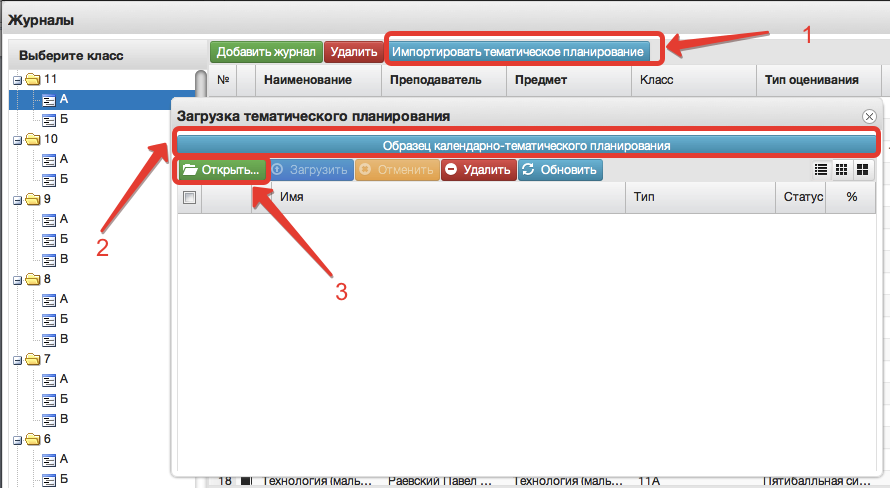 Журналы
Выберите класс
Добавить журнал Удалить Импортировать тематическое планирование
1
№ Наименование Преподаватель Предмет Класс Тип оценивания
11
А
Б
10
А
Б
9
А
Б
В
8
А
Б
В
7
А
Б
В
6
А
Б
Загрузка тематического планирования
Образец календарно-тематического планирования
2
Открыть... Загрузить Отменить Удалить Обновить
3
Имя Тип Статус %
18 Технология (маль... Раевский Павел ... Технология (маль... 11А Пятибалльная си...